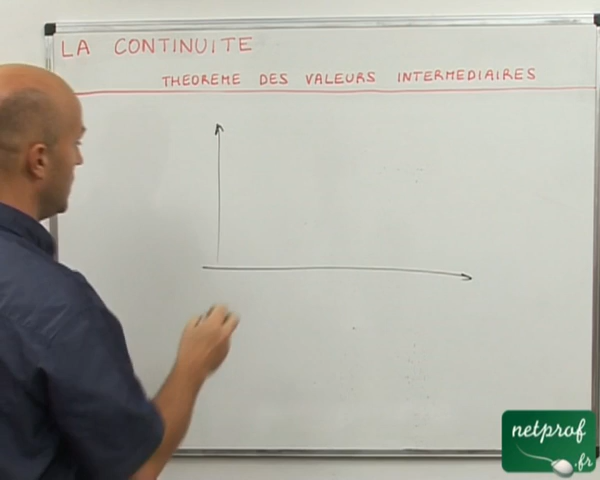 LA CONTINUITE
THEOREME DES VALEURS INTERMEDIAIRES
netprof
.fr